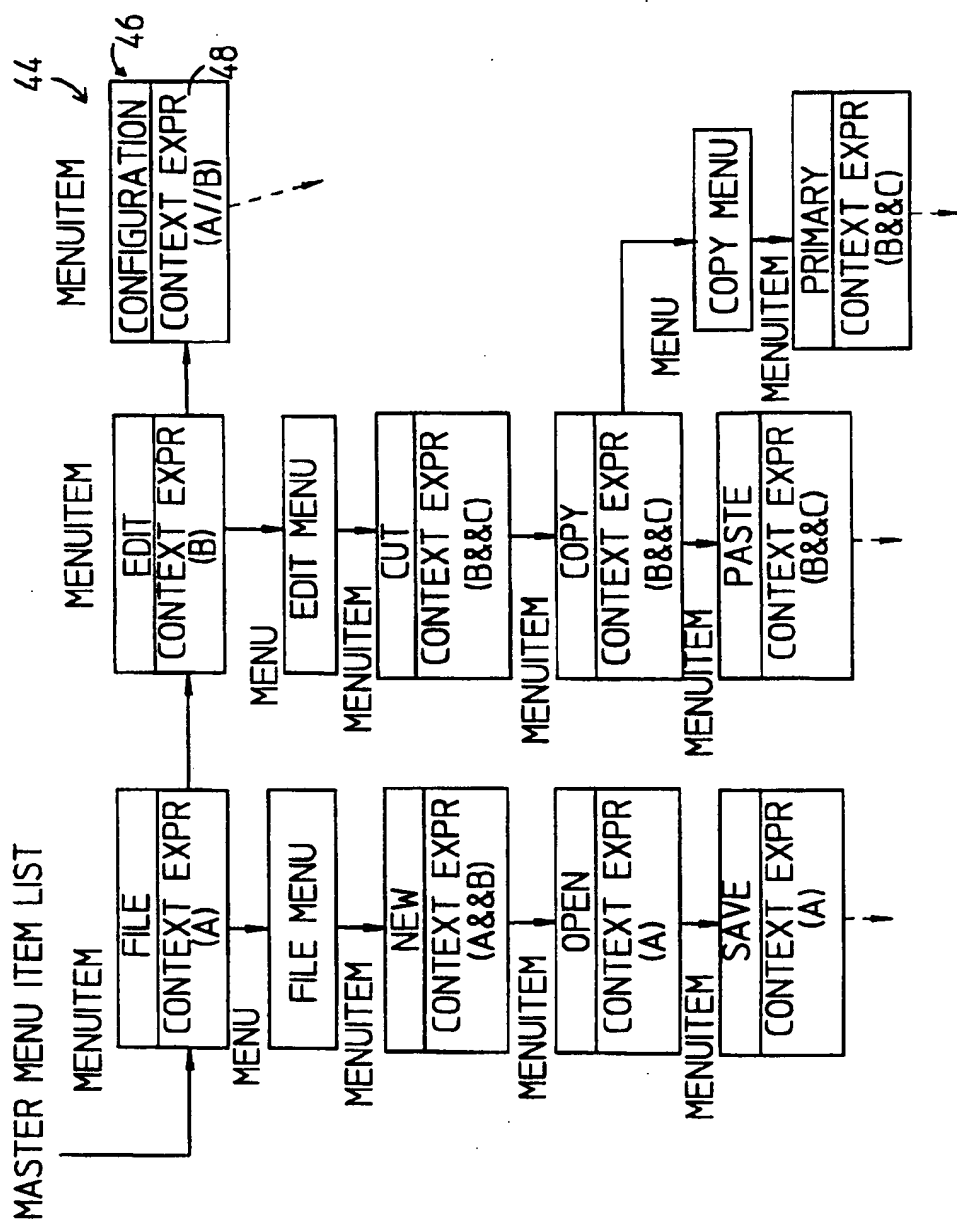 MASTER MENU ITEM LIST
44
MENUITEM
FILE
CONTEXT EXPR
(A)
MENUITEM
EDIT
CONTEXT EXPR
(B)
MENUITEM
46
CONFIGURATION
CONTEXT EXPR
(A//B)
48
MENU
FILE MENU
MENUITEM
NEW
CONTEXT EXPR
(A&&B)
MENUITEM
OPEN
CONTEXT EXPR
(A)
MENUITEM
SAVE
CONTEXT EXPR
(A)
MENU
EDIT MENU
MENUITEM
CUT
CONTEXT EXPR
(B&&C)
MENUITEM
COPY
CONTEXT EXPR
(B&&C)
MENUITEM
PASTE
CONTEXT EXPR
(B&&C)
MENU
COPY MENU
MENUITEM
PRIMARY
CONTEXT EXPR
(B&&C)